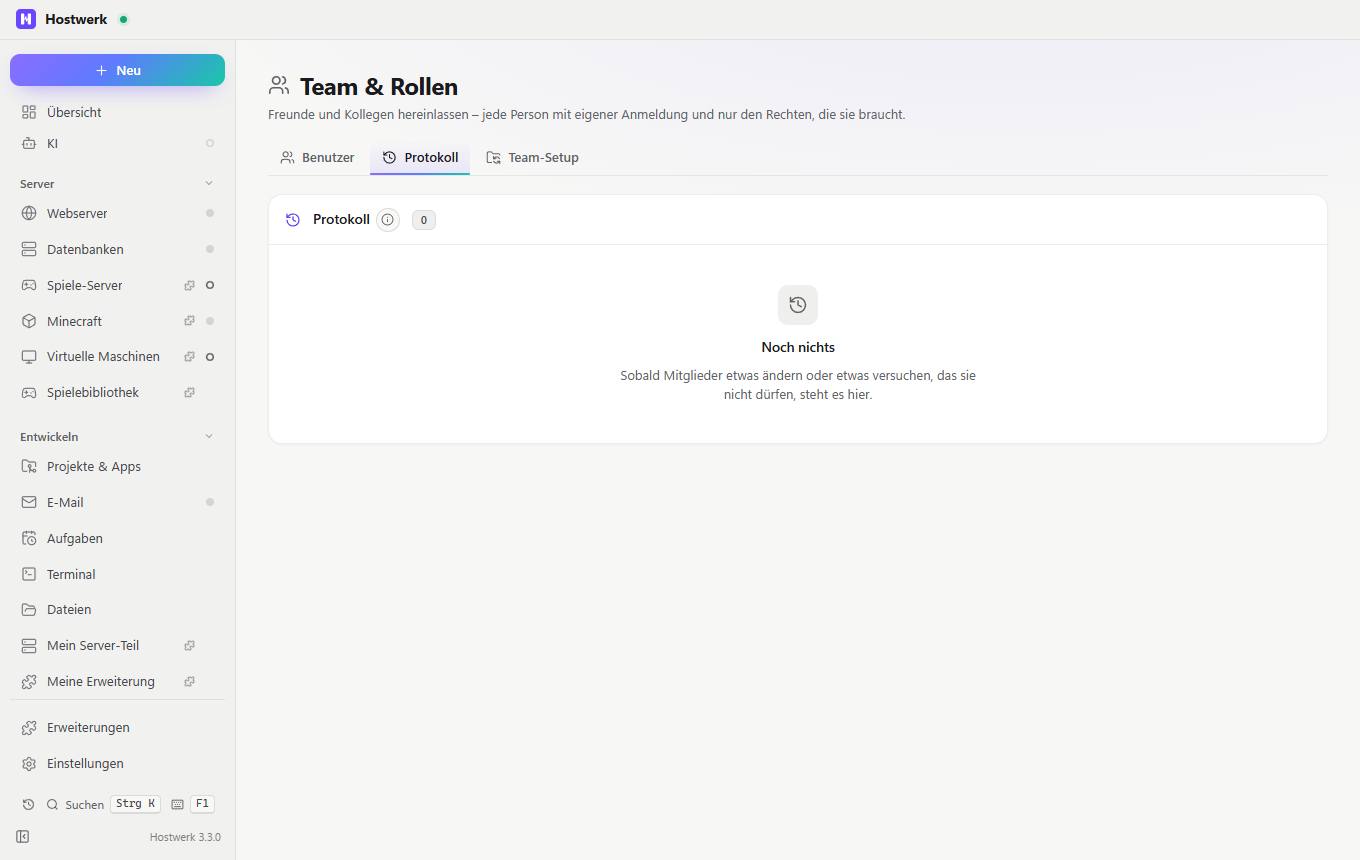 Hostwerk
Neu
Übersicht
KI
Server
Webserver
Datenbanken
Spiele-Server
Minecraft
Virtuelle Maschinen
Spielebibliothek
Entwickeln
Projekte & Apps
E-Mail
Aufgaben
Terminal
Dateien
Mein Server-Teil
Meine Erweiterung
Erweiterungen
Einstellungen
Suchen Strg K F1
Hostwerk 3.3.0
Team & Rollen
Freunde und Kollegen hereinlassen – jede Person mit eigener Anmeldung und nur den Rechten, die sie braucht.
Benutzer Protokoll Team-Setup
Protokoll 0
Noch nichts
Sobald Mitglieder etwas ändern oder etwas versuchen, das sie
nicht dürfen, steht es hier.